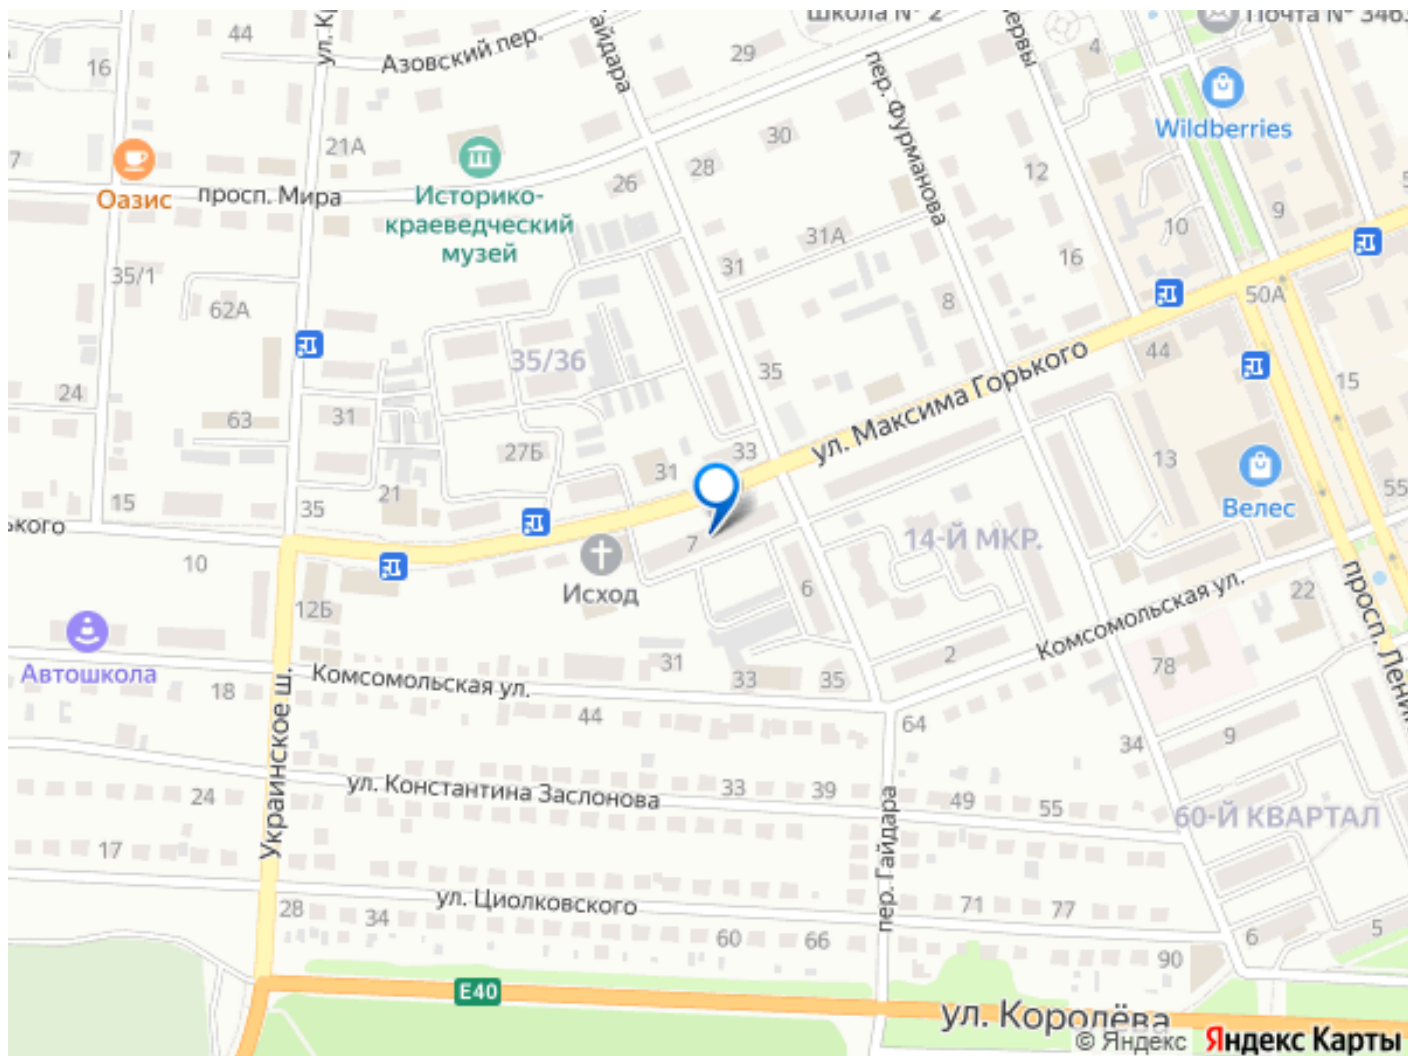 44
Азовский пер.
16
Гайдара
29
Школа № 2
4
Почта №
Wildberries
пер. Фурманова
30
21А
Оазис
просп. Мира
Историко-
краеведческий
музей
26
28
12
9
10
31А
16
35/1
62А
31
8
50А
35/36
35
ул. Максима Горького
44
15
24
63
31
27Б
31
33
13
Велес
55
15
35
21
10
7
14-Й МКР.
Исход
6
12Б
22
Комсомольская ул.
Автошкола
18
Комсомольская ул.
31
33
35
2
78
просп. Ленин
44
64
34
9
Украинское ш.
24
ул. Константина Заслонова
33
39
49
55
60-Й КВАРТАЛ
17
пер. Гайдара
ул. Циолковского
28
34
60
66
71
77
90
6
5
E40
ул. Королёва
© Яндекс Яндекс Карты